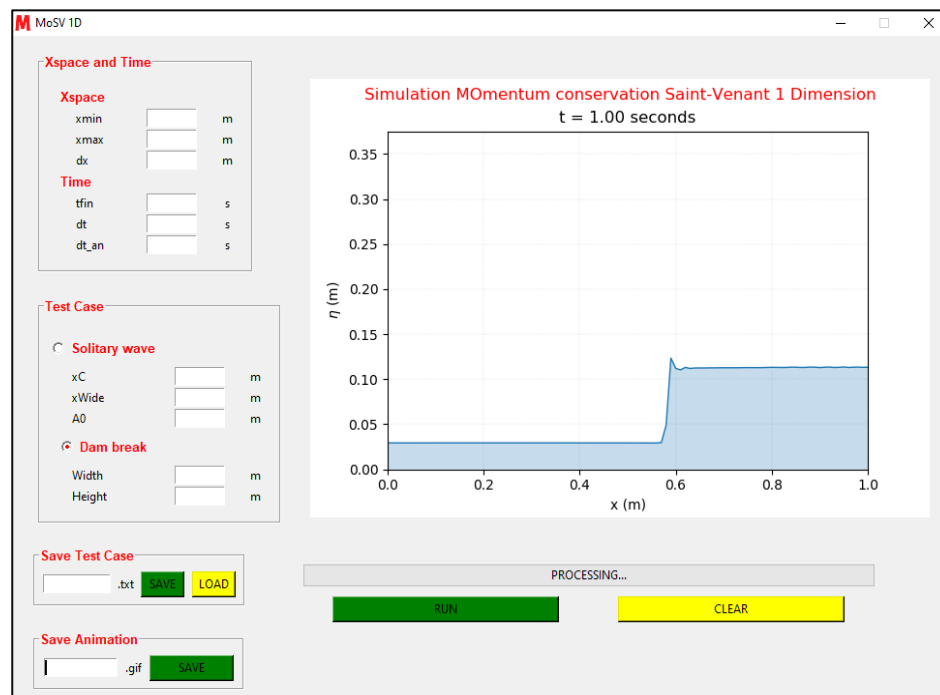 M MoSV 1D
Xspace and Time
Xspace
xmin m
xmax m
dx m
Time
tfin s
dt s
dt_an s
Test Case
Solitary wave
xC m
xWide m
A0 m
Dam break
Width m
Height m
Save Test Case
.txt SAVE LOAD
Save Animation
.gif SAVE
Simulation MOmentum conservation Saint-Venant 1 Dimension
t = 1.00 seconds
0.35
0.30
0.25
0.20
0.15
0.10
0.05
0.00
η (m)
0.0 0.2 0.4 0.6 0.8 1.0
x (m)
PROCESSING...
RUN CLEAR